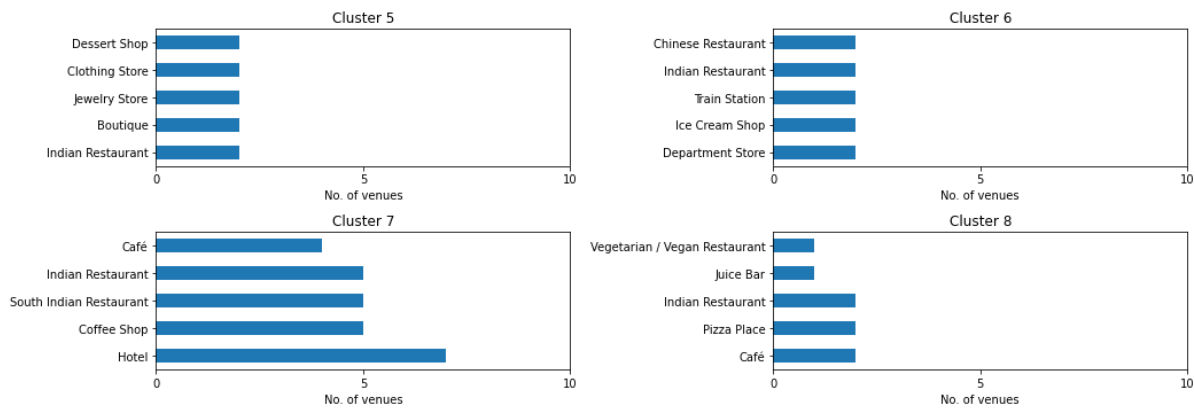 Cluster 5
Dessert Shop
Clothing Store
Jewelry Store
Boutique
Indian Restaurant
0 5 10
No. of venues
Cluster 6
Chinese Restaurant
Indian Restaurant
Train Station
Ice Cream Shop
Department Store
0 5 10
No. of venues
Cluster 7
Café
Indian Restaurant
South Indian Restaurant
Coffee Shop
Hotel
0 5 10
No. of venues
Cluster 8
Vegetarian / Vegan Restaurant
Juice Bar
Indian Restaurant
Pizza Place
Café
0 5 10
No. of venues